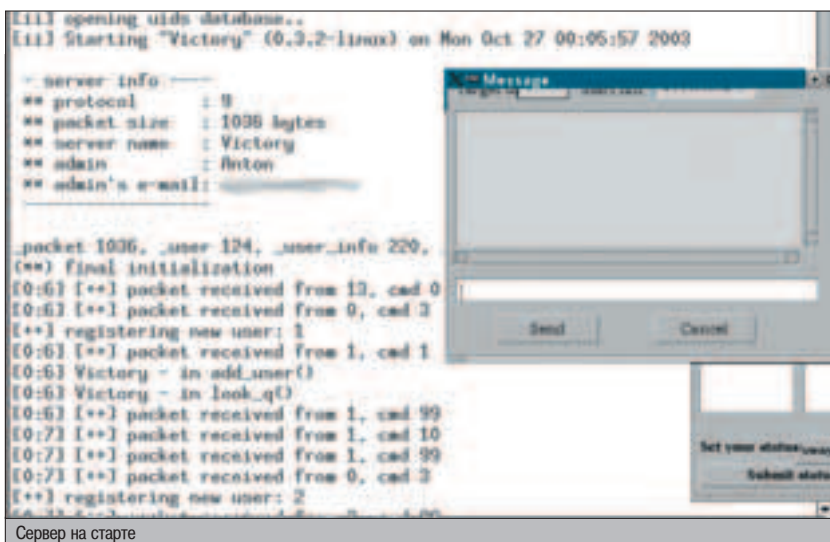 [ii] opening uids database..
[ii] Starting "Victory" (0.3.2-linux) on Mon Oct 27 00:05:57 2003
- server info ----
** protocol : 9
** packet size : 1036 bytes
** server name : Victory
** admin : Anton
** admin's e-mail:
_packet 1036, _user 124, _user_info 220,
(**) final initialization
[0:6] [++] packet received from 13, cmd 0
[0:6] [++] packet received from 0, cmd 3
[++] registering new user: 1
[0:6] [++] packet received from 1, cmd 1
[0:6] Victory - in add_user()
[0:6] Victory - in look_q()
[0:6] [++] packet received from 1, cmd 99
[0:7] [++] packet received from 1, cmd 10
[0:7] [++] packet received from 1, cmd 99
[0:7] [++] packet received from 0, cmd 3
[++] registering new user: 2
Message
Send Cancel
Set your status
Submit status
Сервер на старте